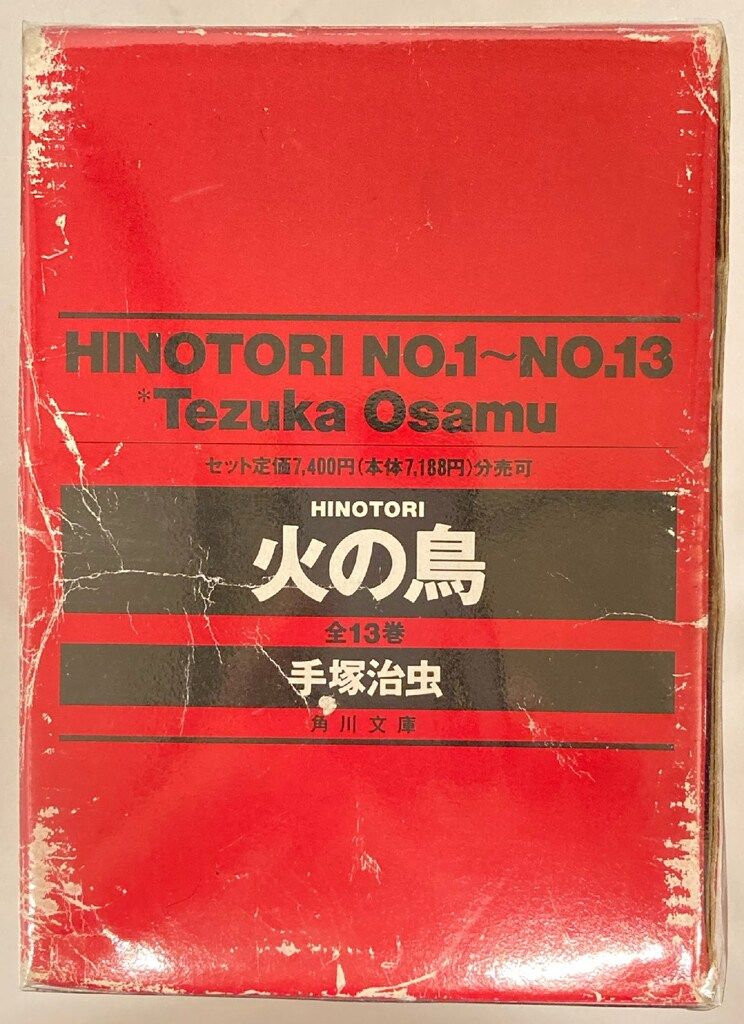 HINOTORI NO.1〜NO.13
*Tezuka Osamu
セット定価7,400円(本体7,188円)分売可
HINOTORI
火の鳥
全13巻
手塚治虫
角川文庫